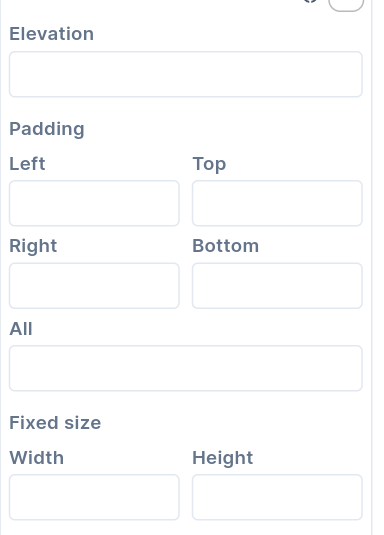 Elevation
Padding
Left Top
Right Bottom
All
Fixed size
Width Height